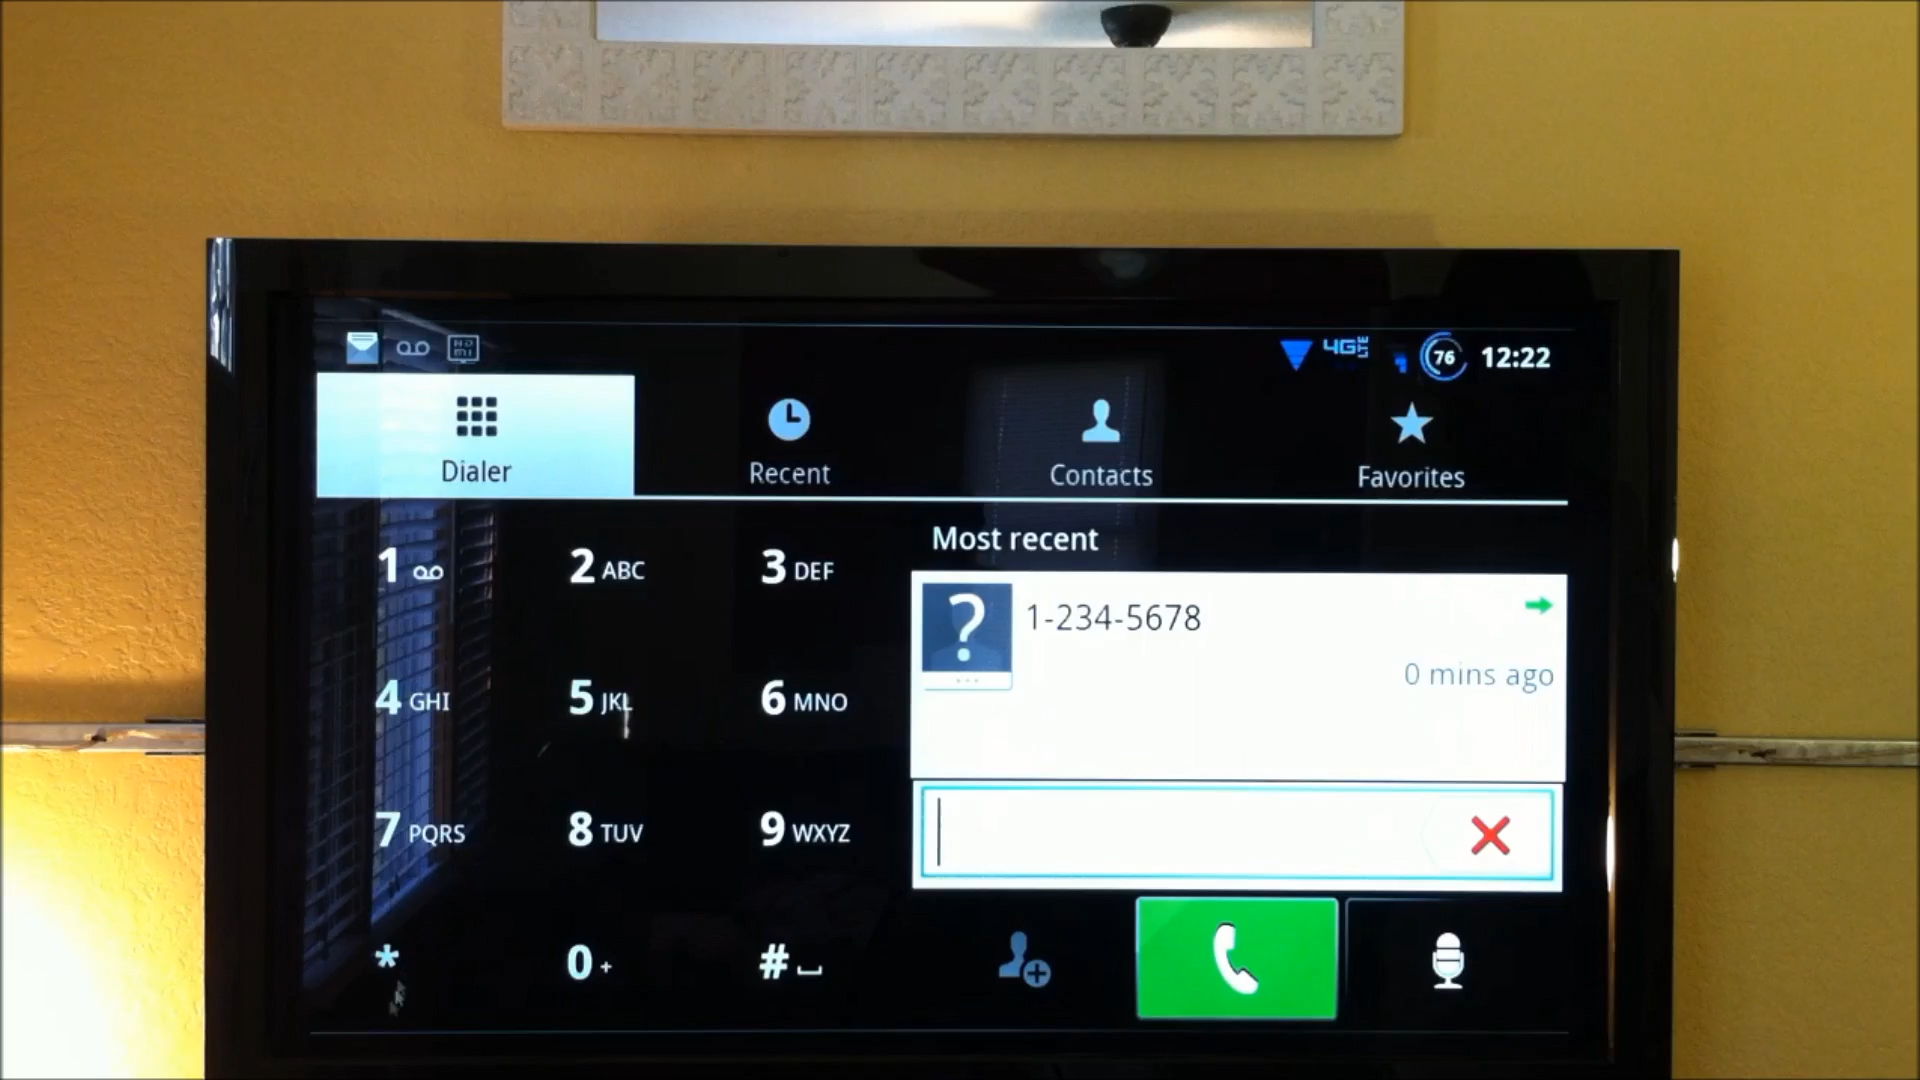 HDMI
4G LTE
76
12:22
Dialer
Recent
Contacts
Favorites
Most recent
1
2 ABC
3 DEF
?
1-234-5678
0 mins ago
4 GHI
5 JKL
6 MNO
7 PQRS
8 TUV
9 WXYZ
*
0 +
#